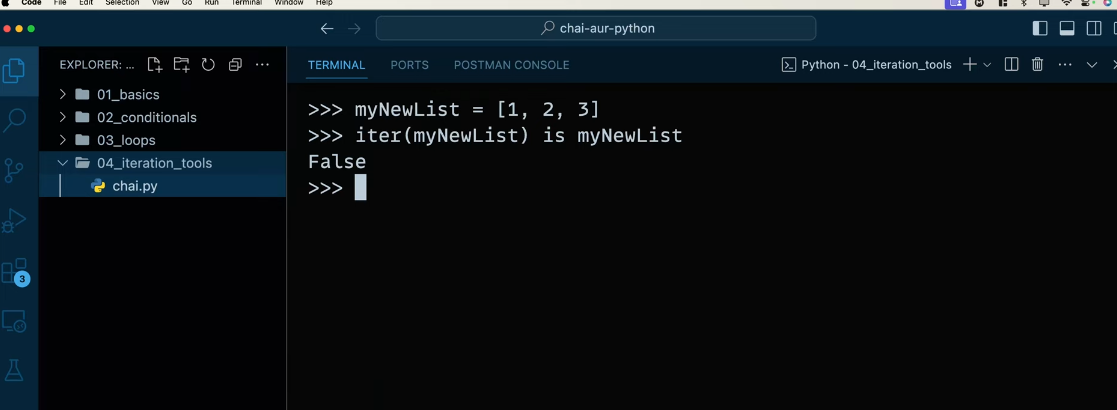 Code File Edit Selection View Go Run Terminal Window Help
chai-aur-python
EXPLORER: ...
TERMINAL PORTS POSTMAN CONSOLE
Python - 04_iteration_tools
01_basics
02_conditionals
03_loops
04_iteration_tools
chai.py
3
>>> myNewList = [1, 2, 3]
>>> iter(myNewList) is myNewList
False
>>>